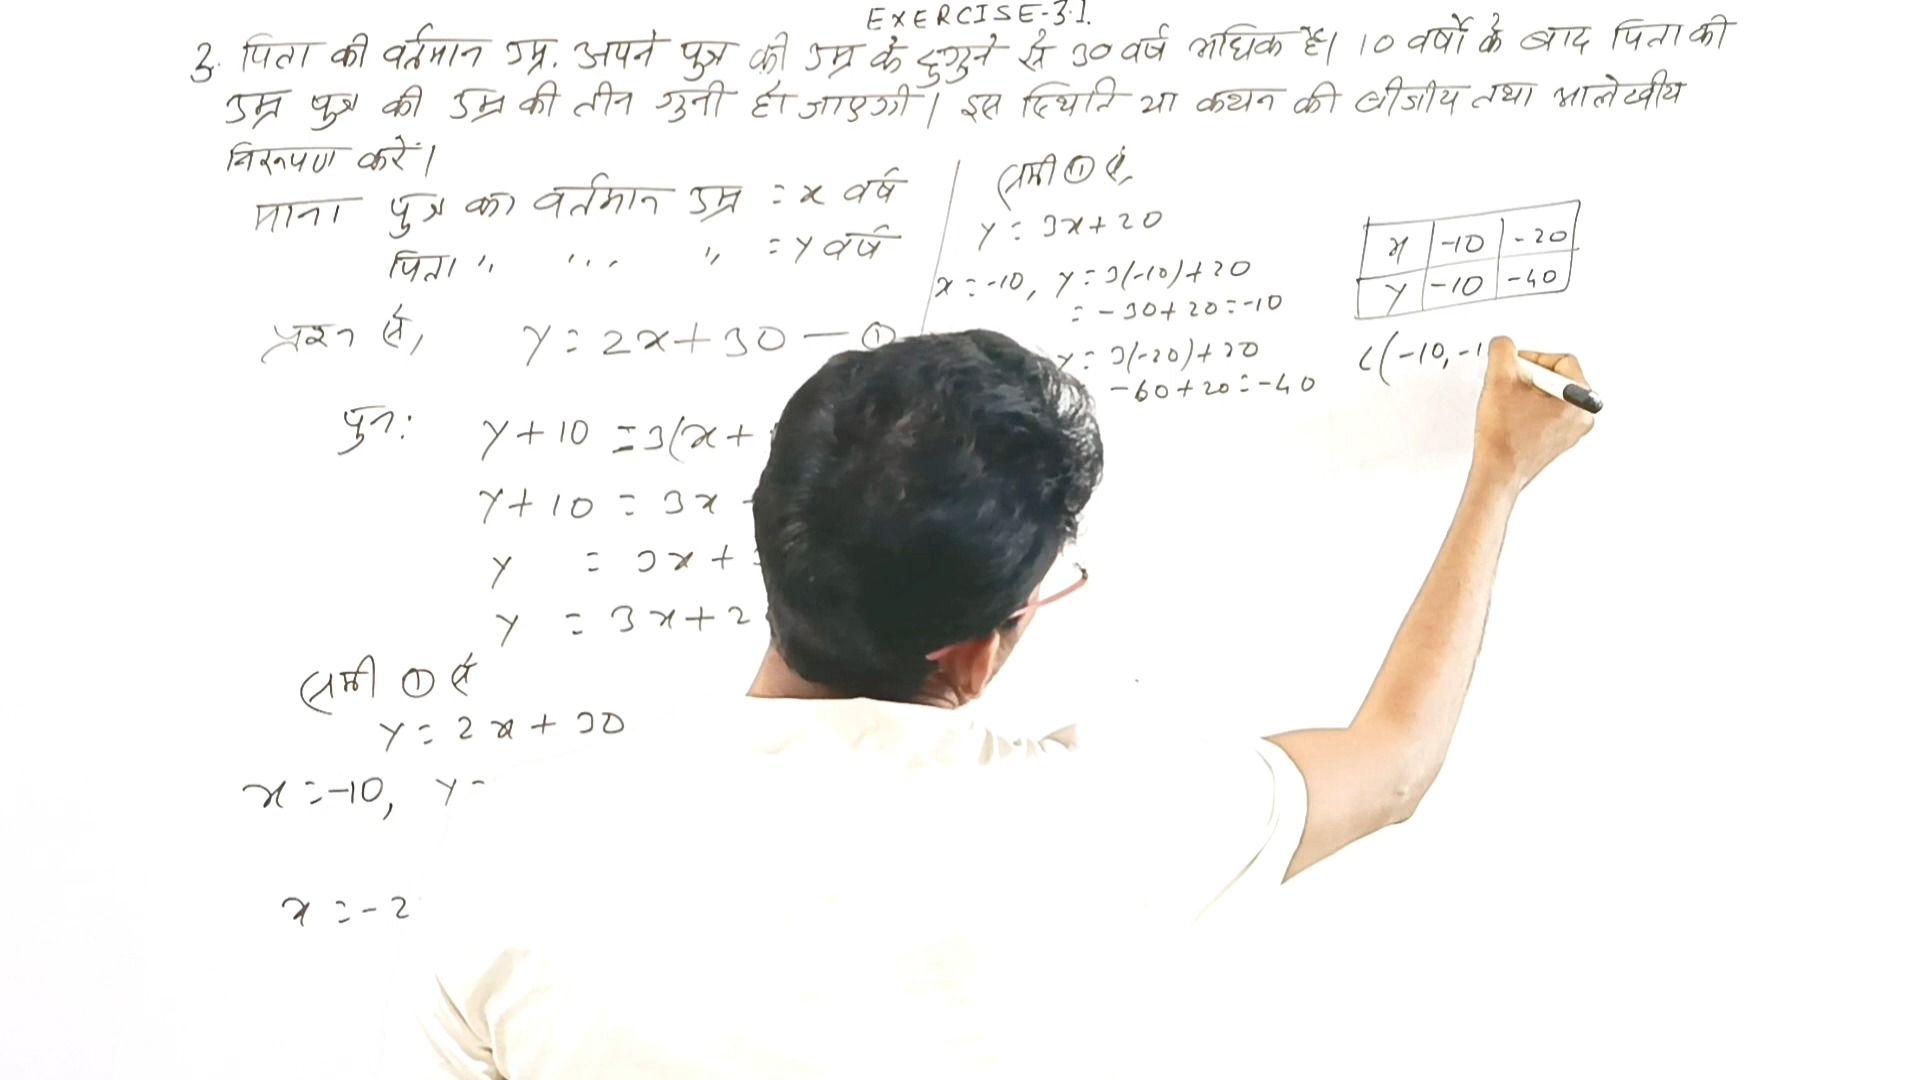 EXERCISE-3.1.
3. पिता की वर्तमान उम्र. अपने पुत्र की उम्र के दुगुने से 30 वर्ष अधिक है। 10 वर्षों के बाद पिता की
उम्र पुत्र की उम्र की तीन गुनी हो जाएगी। इस स्थिति या कथन की बीजीय तथा आलेखीय
निरूपण करें।
माना पुत्र का वर्तमान उम्र = x वर्ष
पिता " " " = y वर्ष
प्रश्न से, y = 2x + 30 — ①
पुन: y + 10 = 3(x +
y + 10 = 3x
y = 3x +
y = 3x + 2
समी ① से
y = 2x + 30
x = -10, y =
x = -2
समी ① से,
y = 3x + 20
x = -10, y = 3(-10) + 20
= -30 + 20 = -10
y = 3(-20) + 20
-60 + 20 = -40
x | -10 | -20
y | -10 | -40
C(-10, -1